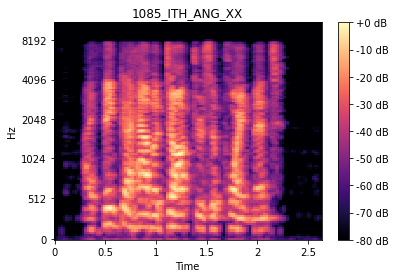 1085_ITH_ANG_XX
+0 dB
8192
-10 dB
4096
-20 dB
-30 dB
2048
Hz
-40 dB
1024
-50 dB
512
-60 dB
-70 dB
0
-80 dB
0 0.5 1 1.5 2 2.5
Time